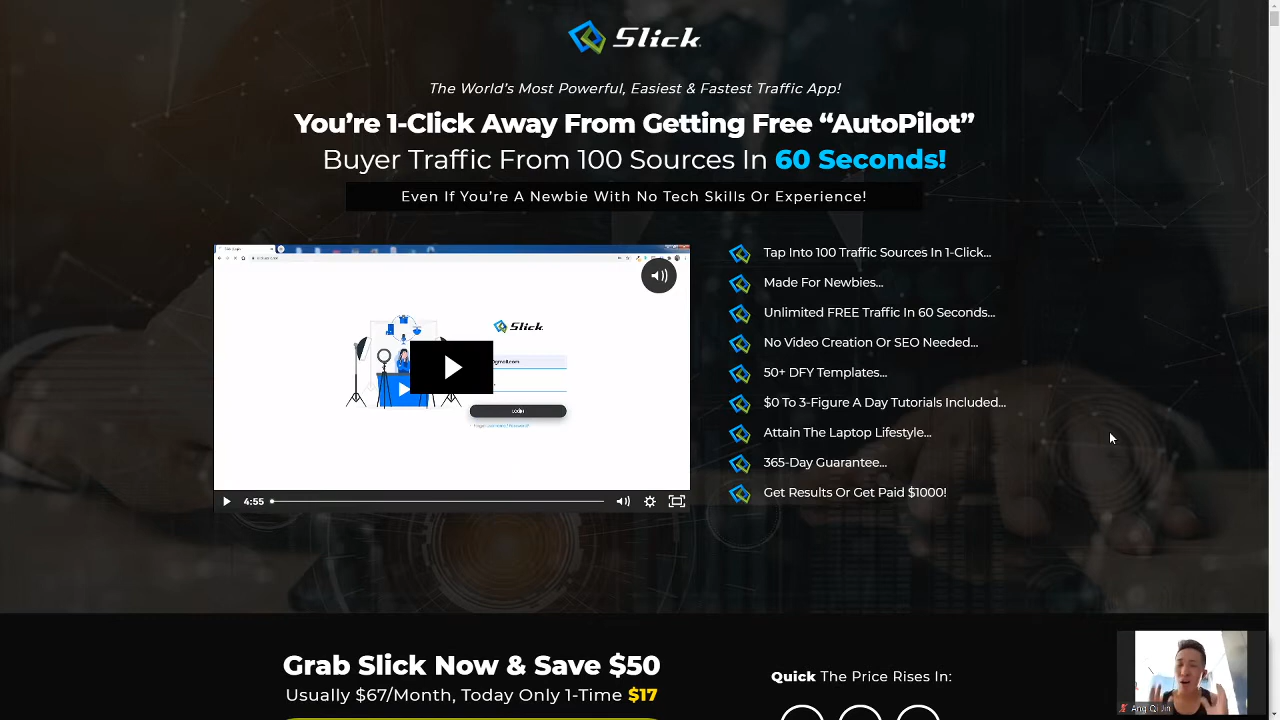 Slick
The World's Most Powerful, Easiest & Fastest Traffic App!
You're 1-Click Away From Getting Free “AutoPilot”
Buyer Traffic From 100 Sources In 60 Seconds!
Even If You're A Newbie With No Tech Skills Or Experience!
Slick
gmail.com
LOGIN
4:55
Tap Into 100 Traffic Sources In 1-Click...
Made For Newbies...
Unlimited FREE Traffic In 60 Seconds...
No Video Creation Or SEO Needed...
50+ DFY Templates...
$0 To 3-Figure A Day Tutorials Included...
Attain The Laptop Lifestyle...
365-Day Guarantee...
Get Results Or Get Paid $1000!
Grab Slick Now & Save $50
Usually $67/Month, Today Only 1-Time $17
Quick The Price Rises In:
Ang Qi Jin